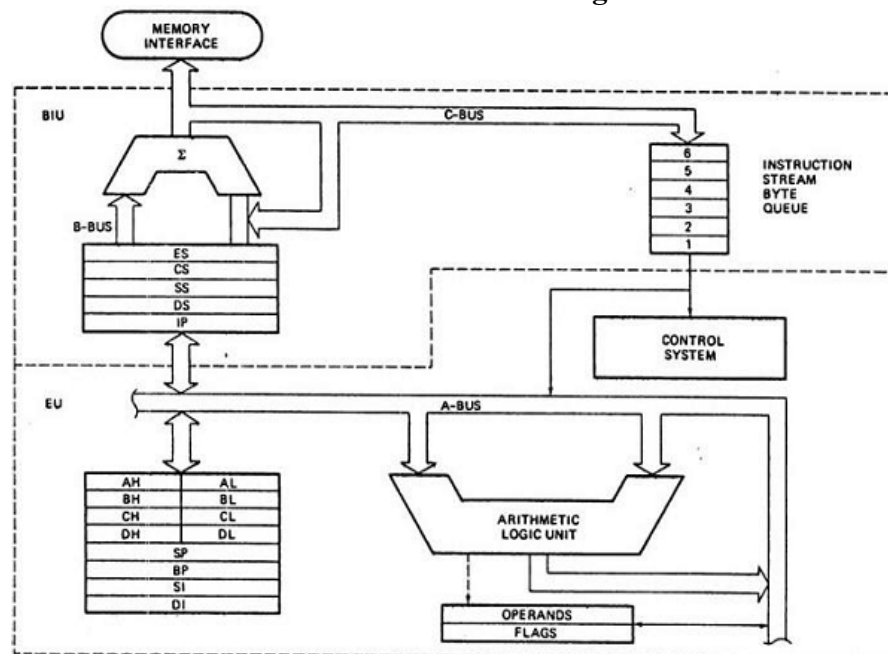 MEMORY
INTERFACE
BIU
C-BUS
Σ
B-BUS
6
5
4
3
2
1
INSTRUCTION
STREAM
BYTE
QUEUE
ES
CS
SS
DS
IP
CONTROL
SYSTEM
EU
A-BUS
AH AL
BH BL
CH CL
DH DL
SP
BP
SI
DI
ARITHMETIC
LOGIC UNIT
OPERANDS
FLAGS